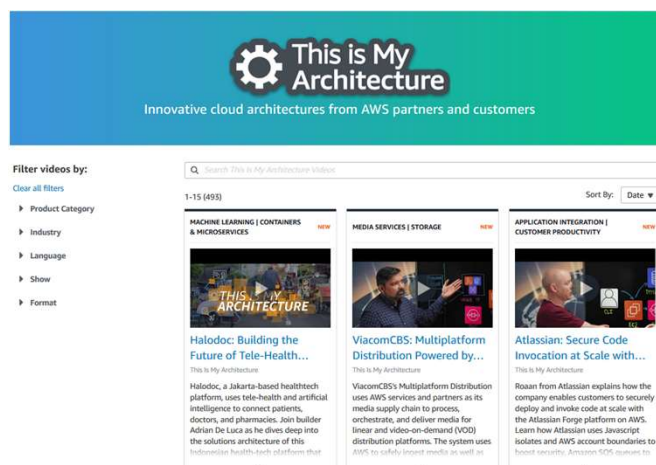 This is My
Architecture
Innovative cloud architectures from AWS partners and customers
Filter videos by:
Clear all filters
Product Category
Industry
Language
Show
Format
Search This Is My Architecture Videos
1-15 (493)
Sort By: Date
MACHINE LEARNING | CONTAINERS
& MICROSERVICES
NEW
THIS IS MY
ARCHITECTURE
Halodoc: Building the
Future of Tele-Health...
This Is My Architecture
Halodoc, a Jakarta-based healthtech
platform, uses tele-health and artificial
intelligence to connect patients,
doctors, and pharmacies. Join builder
Adrian De Luca as he dives deep into
the solutions architecture of this
Indonesian health-tech platform that
MEDIA SERVICES | STORAGE
NEW
ViacomCBS: Multiplatform
Distribution Powered by...
This Is My Architecture
ViacomCBS's Multiplatform Distribution
uses AWS services and partners as its
media supply chain to process,
orchestrate, and deliver media for
linear and video-on-demand (VOD)
distribution platforms. The system uses
AWS to safely ingest media as well as
APPLICATION INTEGRATION |
CUSTOMER PRODUCTIVITY
NEW
CLI
EC2
Atlassian: Secure Code
Invocation at Scale with...
This Is My Architecture
Roaan from Atlassian explains how the
company enables customers to securely
deploy and invoke code at scale with
the Atlassian Forge platform on AWS.
Learn how Atlassian uses Javascript
isolates and AWS account boundaries to
boost security, Amazon SQS queues to